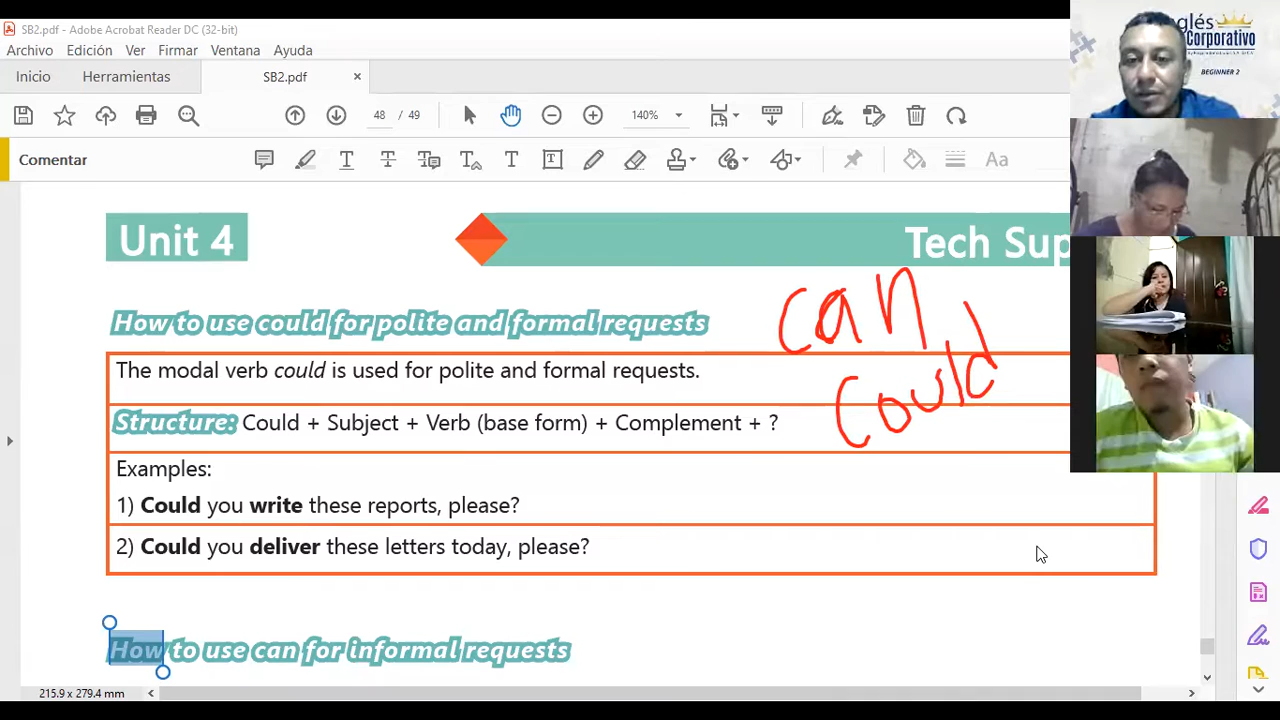 SB2.pdf - Adobe Acrobat Reader DC (32-bit)
Archivo Edición Ver Firmar Ventana Ayuda
Inicio Herramientas SB2.pdf ×
48 / 49 140%
Comentar
Unit 4
Tech Sup
How to use could for polite and formal requests
can
The modal verb could is used for polite and formal requests.
could
Structure: Could + Subject + Verb (base form) + Complement + ?
Examples:
1) Could you write these reports, please?
2) Could you deliver these letters today, please?
How to use can for informal requests
215.9 x 279.4 mm
glés
Corporativo
BEGINNER 2